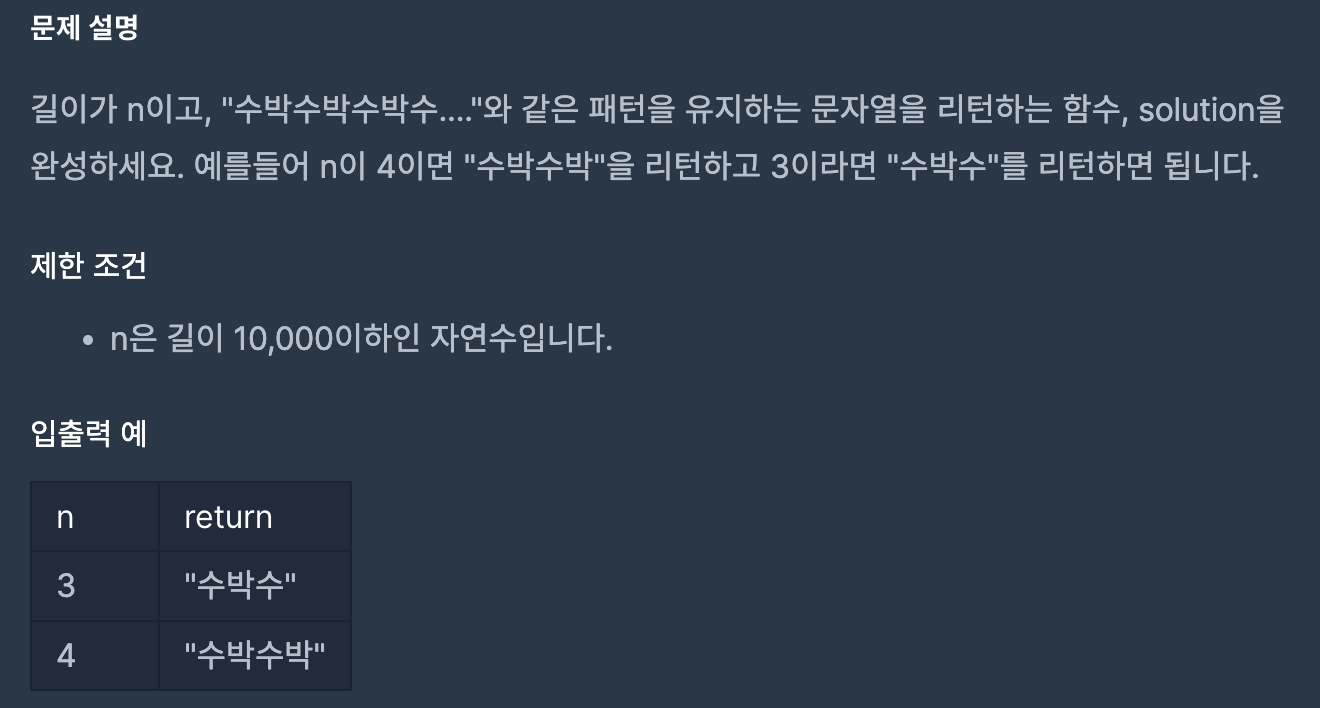 문제 설명
길이가 n이고, "수박수박수박수...."와 같은 패턴을 유지하는 문자열을 리턴하는 함수, solution을
완성하세요. 예를들어 n이 4이면 "수박수박"을 리턴하고 3이라면 "수박수"를 리턴하면 됩니다.
제한 조건
• n은 길이 10,000이하인 자연수입니다.
입출력 예
n return
3 "수박수"
4 "수박수박"